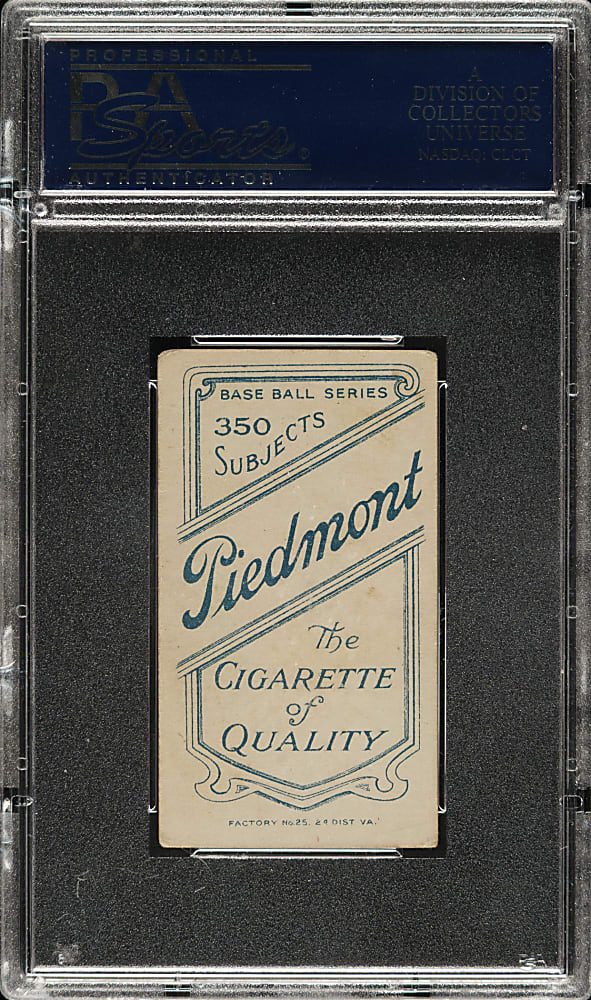 PROFESSIONAL
PSA
Sports
AUTHENTICATOR
A
DIVISION OF
COLLECTORS
UNIVERSE
NASDAQ: CLCT
BASE BALL SERIES
350
SUBJECTS
Piedmont
The
CIGARETTE
of
QUALITY
FACTORY No. 25, 2d DIST VA.
PSA